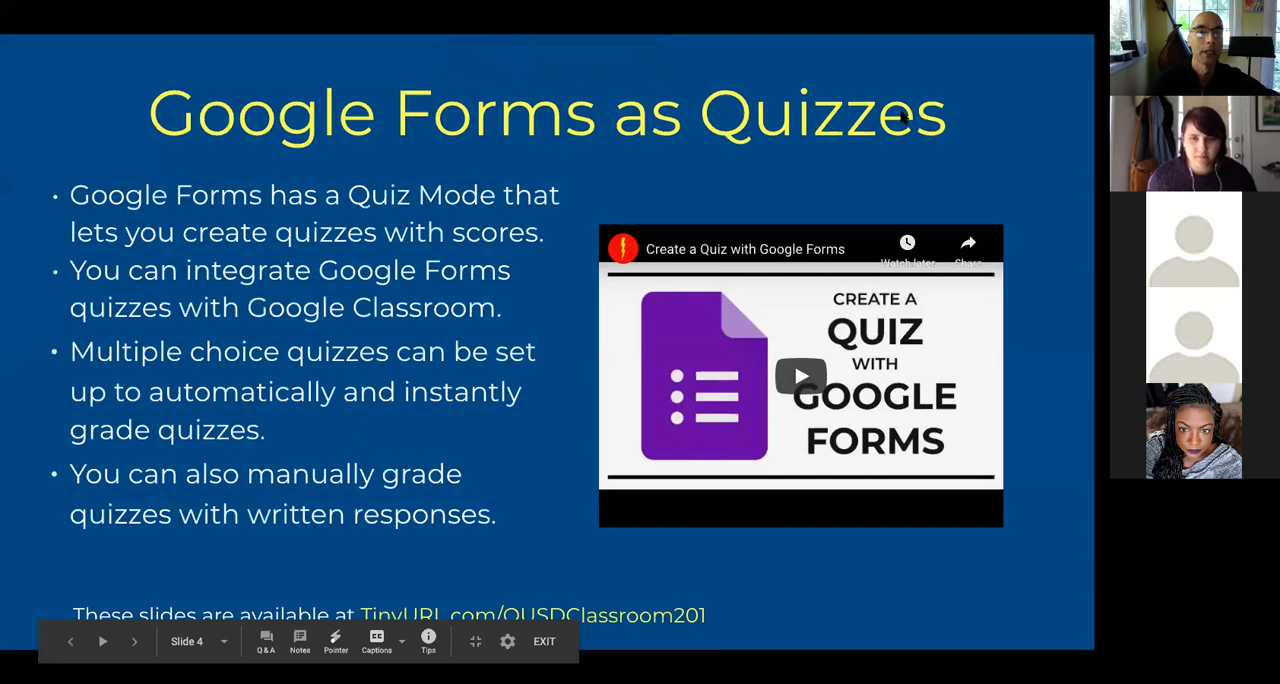 Google Forms as Quizzes
• Google Forms has a Quiz Mode that
lets you create quizzes with scores.
• You can integrate Google Forms
quizzes with Google Classroom.
• Multiple choice quizzes can be set
up to automatically and instantly
grade quizzes.
• You can also manually grade
quizzes with written responses.
Create a Quiz with Google Forms
Watch later
Share
CREATE A
QUIZ
WITH
GOOGLE
FORMS
These slides are available at TinyURL.com/OUSDClassroom201
Slide 4
Q & A
Notes
Pointer
CC
Captions
Tips
EXIT